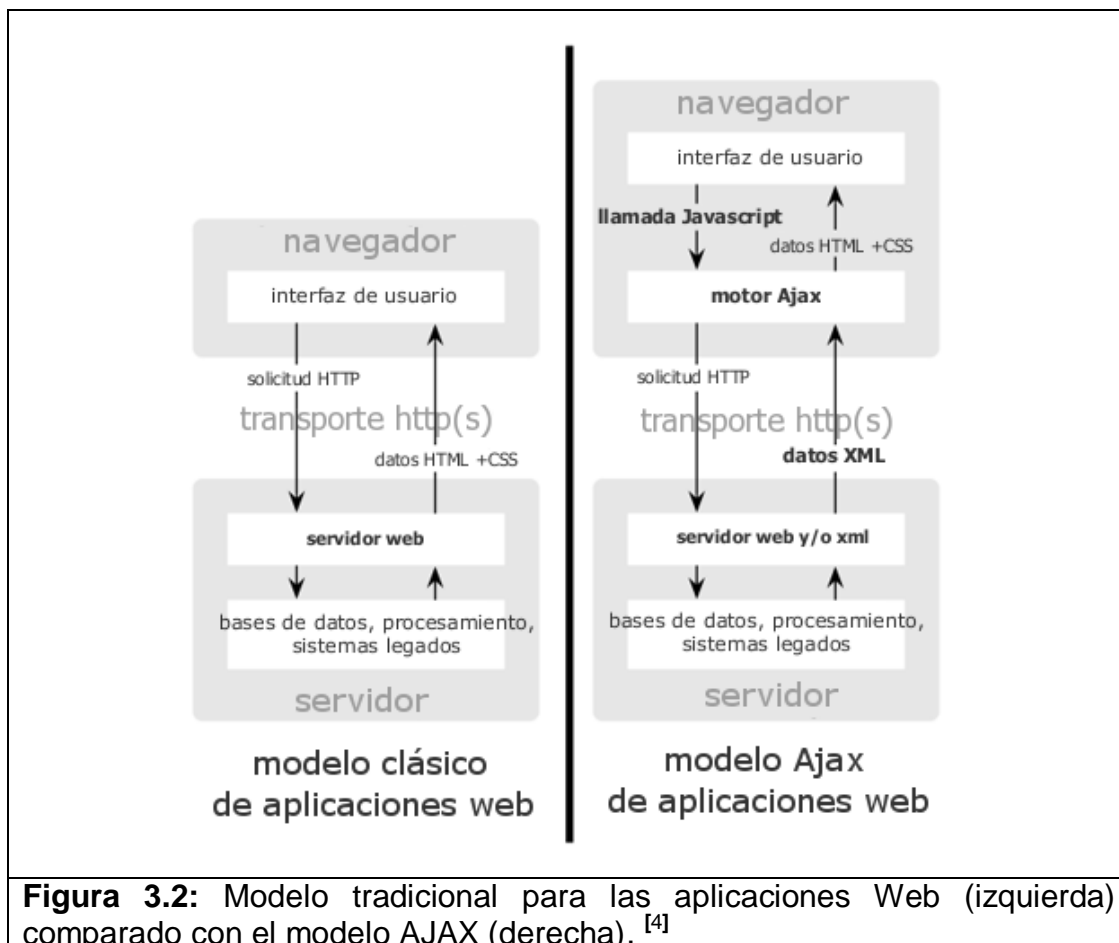 navegador
interfaz de usuario
solicitud HTTP
transporte http(s)
datos HTML +CSS
servidor web
bases de datos, procesamiento,
sistemas legados
servidor
modelo clásico
de aplicaciones web
navegador
interfaz de usuario
llamada Javascript
datos HTML +CSS
motor Ajax
solicitud HTTP
transporte http(s)
datos XML
servidor web y/o xml
bases de datos, procesamiento,
sistemas legados
servidor
modelo Ajax
de aplicaciones web
Figura 3.2: Modelo tradicional para las aplicaciones Web (izquierda)
comparado con el modelo AJAX (derecha). [4]